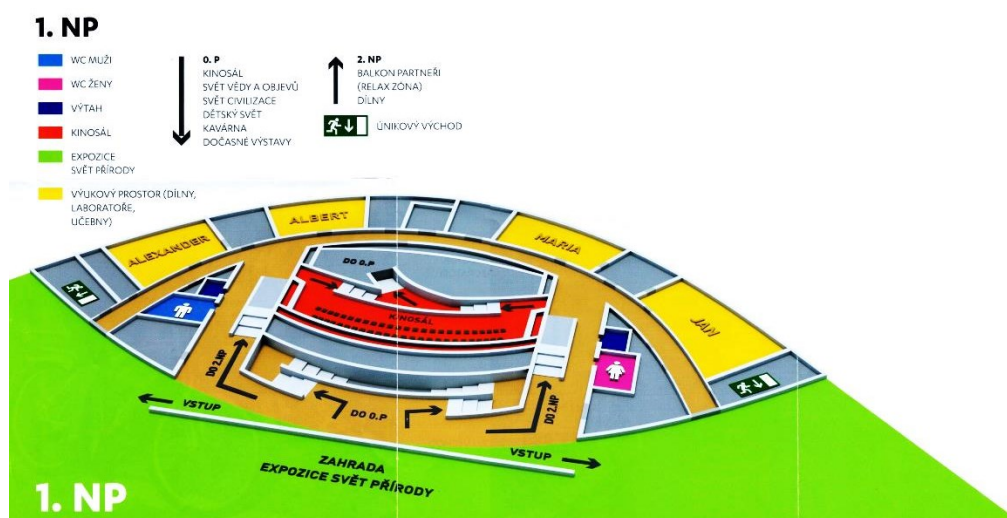 1. NP
WC MUŽI
WC ŽENY
VÝTAH
KINOSÁL
EXPOZICE
SVĚT PŘÍRODY
VÝUKOVÝ PROSTOR (DÍLNY,
LABORATOŘE,
UČEBNY)
0. P
KINOSÁL
SVĚT VĚDY A OBJEVŮ
SVĚT CIVILIZACE
DĚTSKÝ SVĚT
KAVÁRNA
DOČASNÉ VÝSTAVY
2. NP
BALKON PARTNEŘI
(RELAX ZÓNA)
DÍLNY
ÚNIKOVÝ VÝCHOD
ALEXANDER
ALBERT
MARIA
JAN
DO 0.P
KINOSÁL
DO 2.NP
DO 0.P
DO 2.NP
VSTUP
VSTUP
ZAHRADA
EXPOZICE SVĚT PŘÍRODY
1. NP